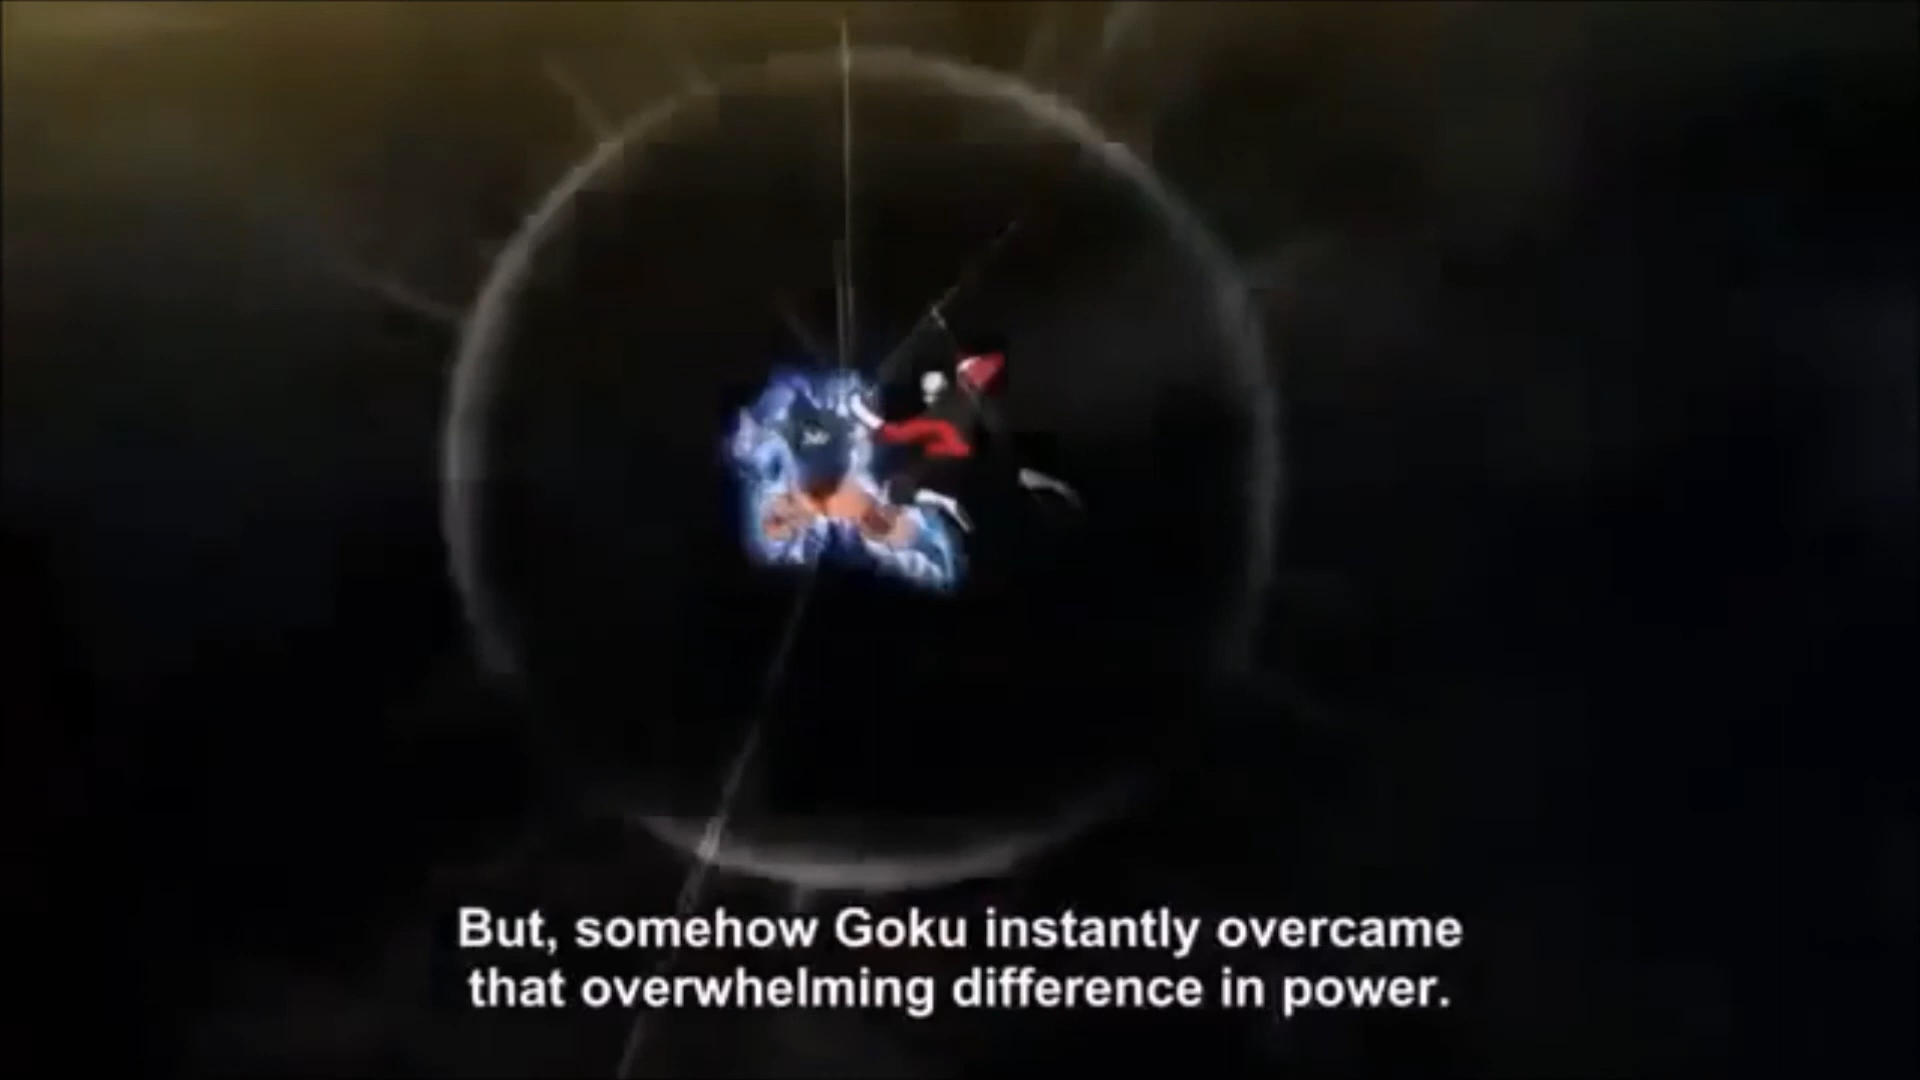 But, somehow Goku instantly overcame
that overwhelming difference in power.